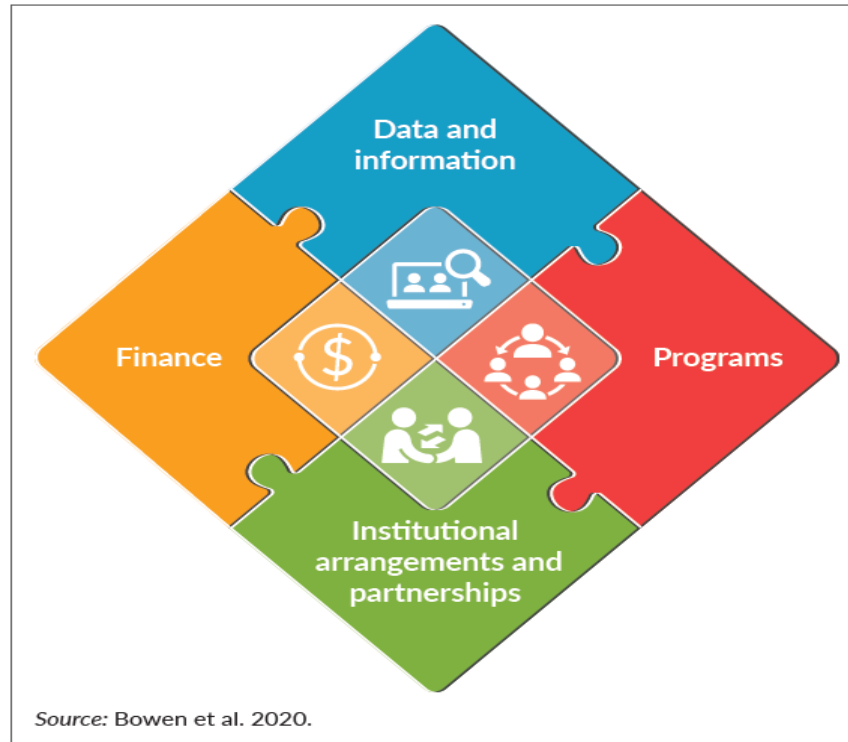 Data and
information
Finance
Programs
$
Institutional
arrangements and
partnerships
Source: Bowen et al. 2020.